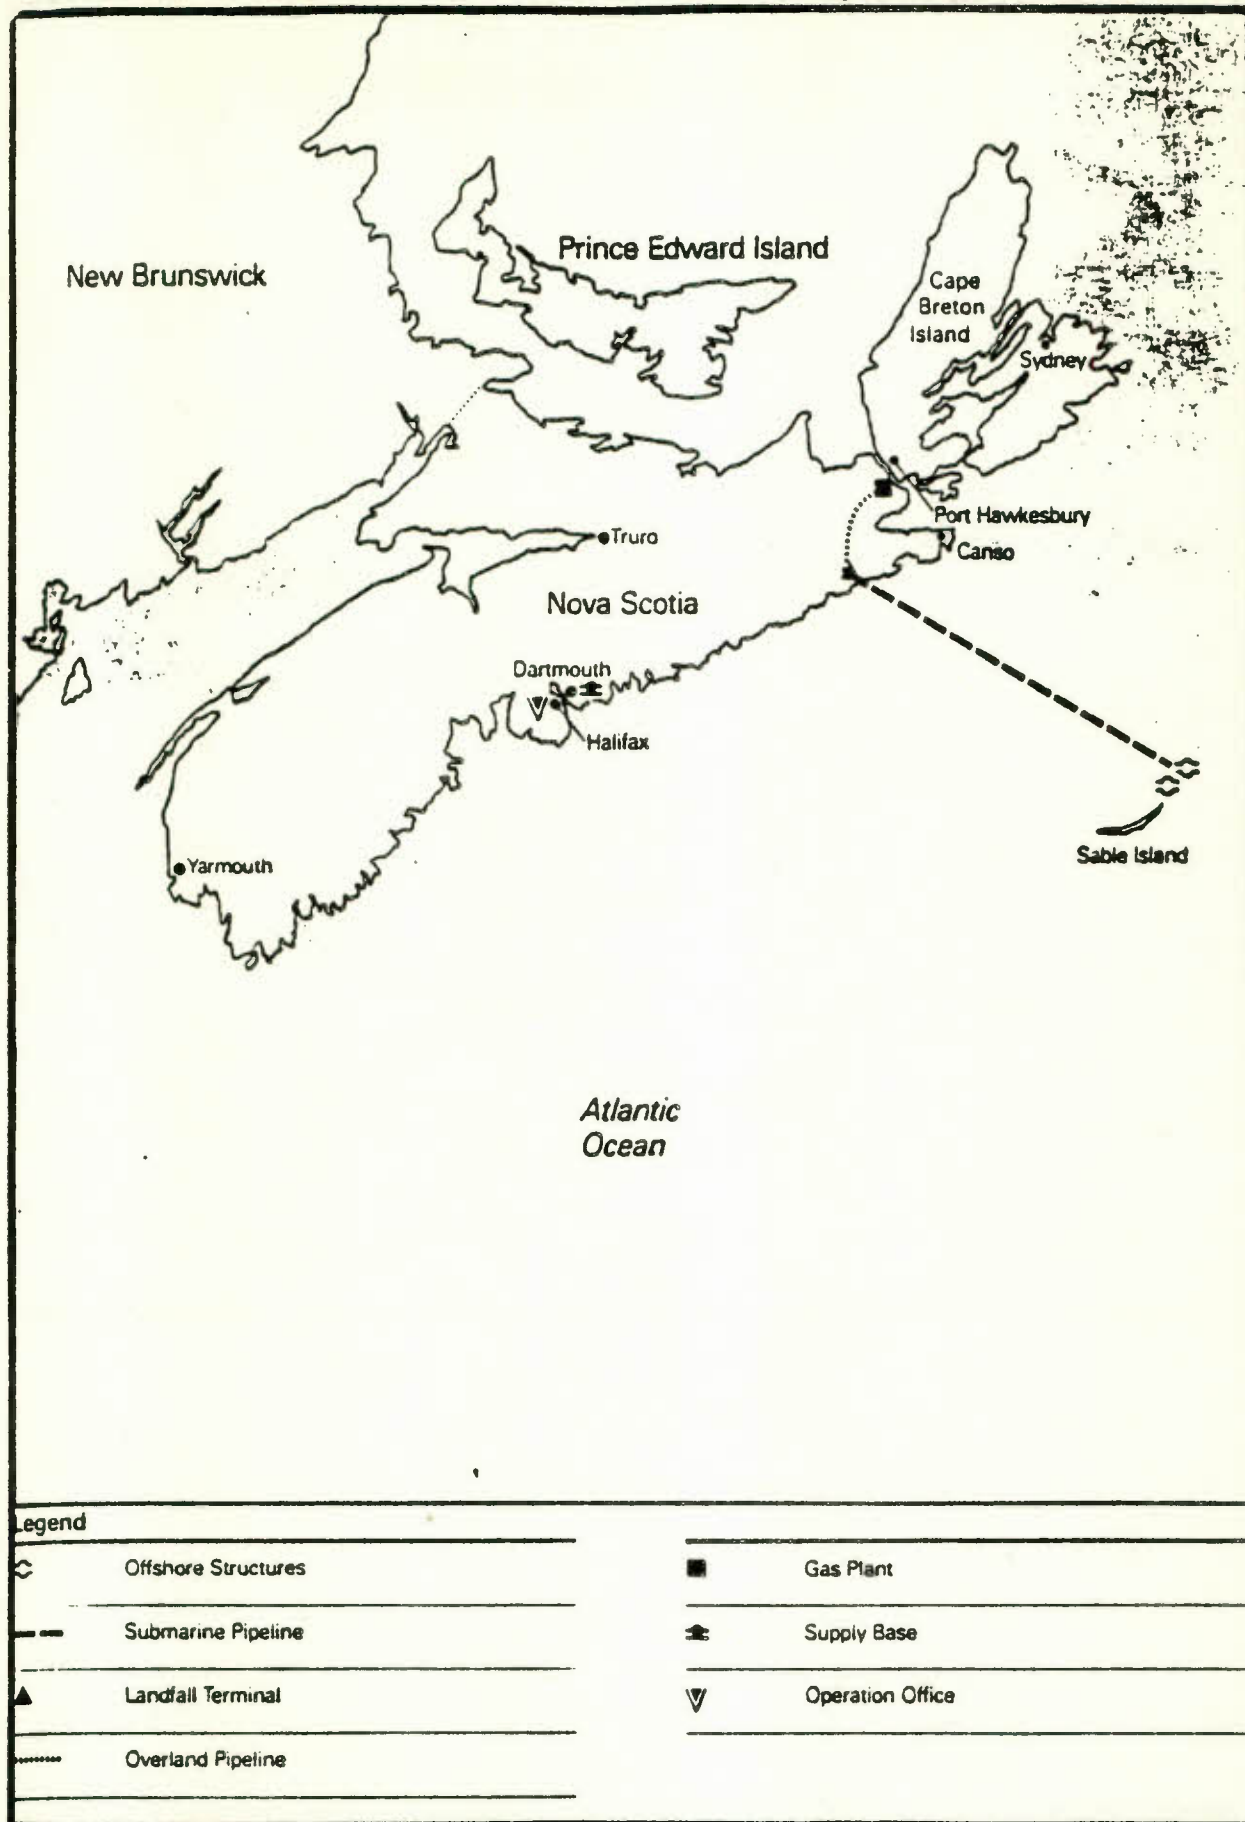 New Brunswick
Prince Edward Island
Cape
Breton
Island
Sydney
Port Hawkesbury
Canso
Truro
Nova Scotia
Dartmouth
Halifax
Sable Island
Yarmouth
Atlantic
Ocean
Legend
Offshore Structures
Gas Plant
Submarine Pipeline
Supply Base
Landfall Terminal
Operation Office
Overland Pipeline